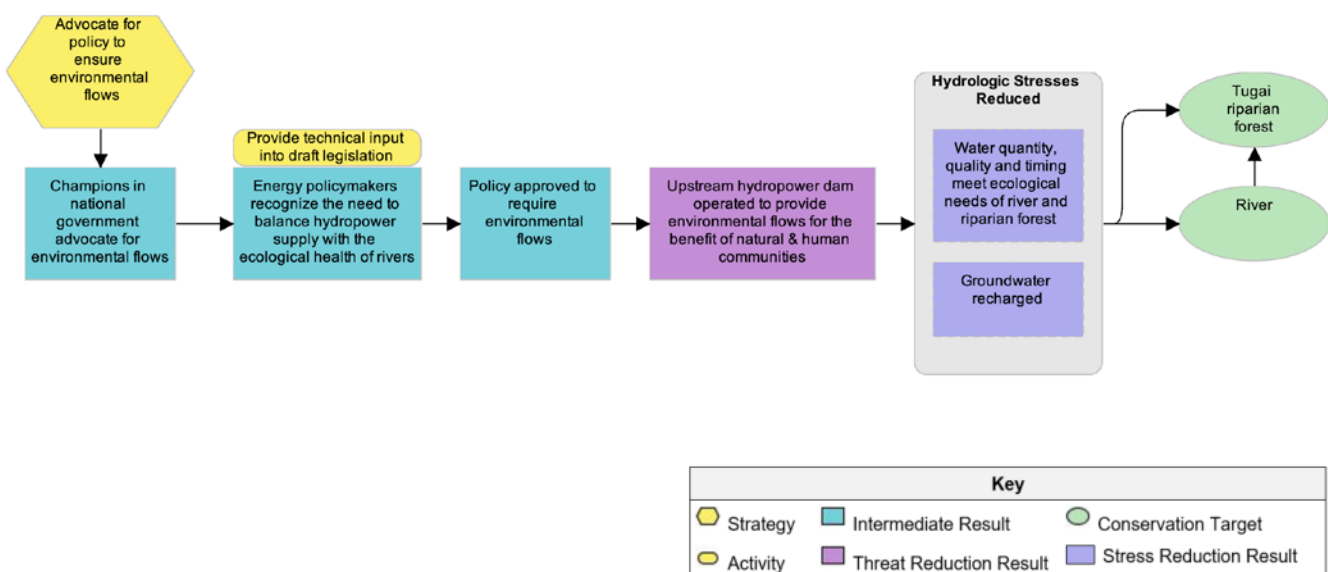 Advocate for
policy to
ensure
environmental
flows
Provide technical input
into draft legislation
Champions in
national
government
advocate for
environmental flows
Energy policymakers
recognize the need to
balance hydropower
supply with the
ecological health of rivers
Policy approved to
require
environmental
flows
Upstream hydropower dam
operated to provide
environmental flows for the
benefit of natural & human
communities
Hydrologic Stresses
Reduced
Water quantity,
quality and timing
meet ecological
needs of river and
riparian forest
Groundwater
recharged
Tugai
riparian
forest
River
Key
Strategy
Intermediate Result
Conservation Target
Activity
Threat Reduction Result
Stress Reduction Result